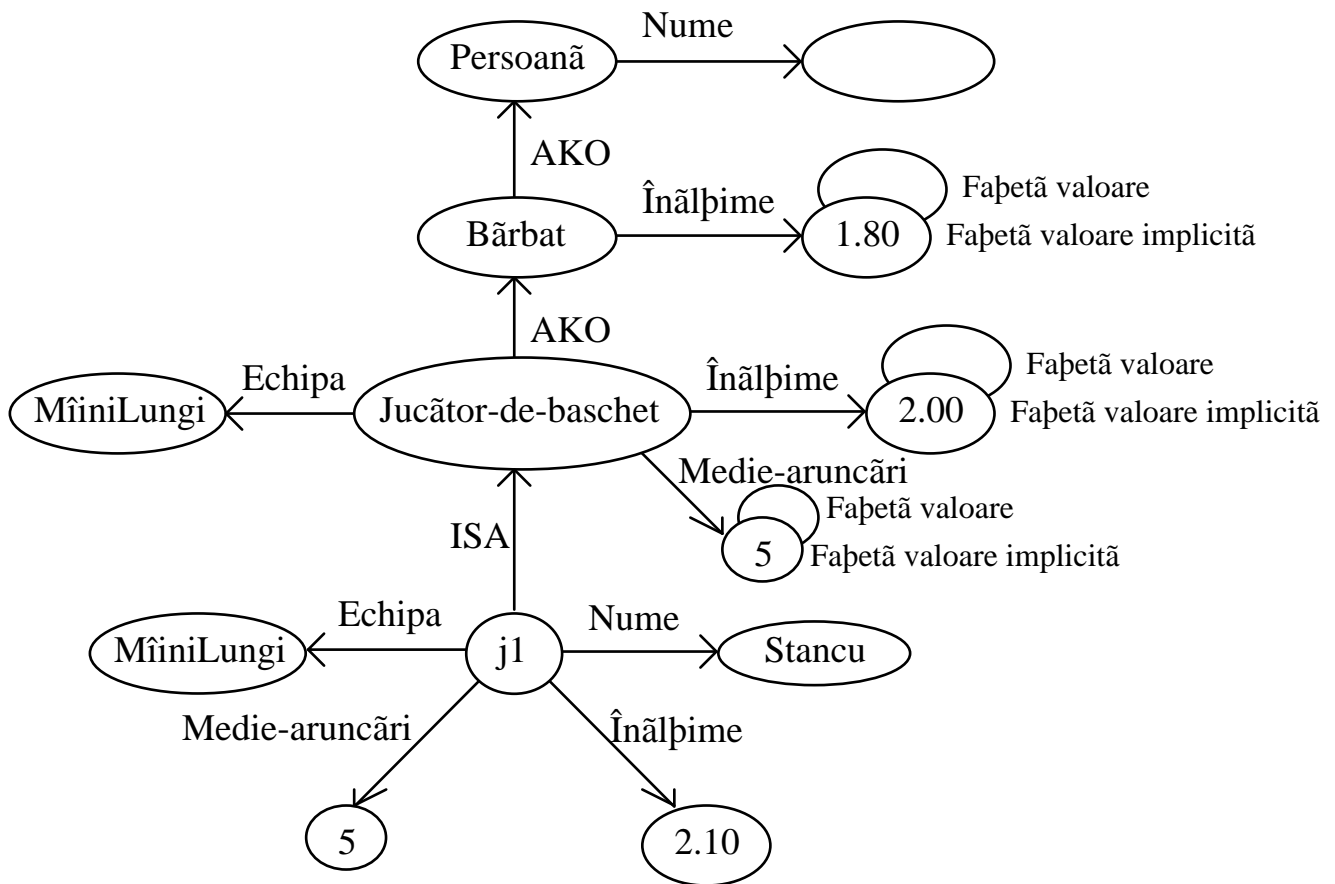 Nume
Persoanã
AKO
Faþetã valoare
Înãlþime
Bãrbat
1.80
Faþetã valoare implicitã
AKO
Faþetã valoare
Echipa
Înãlþime
MîiniLungi
Jucãtor-de-baschet
2.00
Faþetã valoare implicitã
Medie-aruncãri
Faþetã valoare
ISA
5
Faþetã valoare implicitã
Echipa
Nume
MîiniLungi
j1
Stancu
Medie-aruncãri
Înãlþime
5
2.10